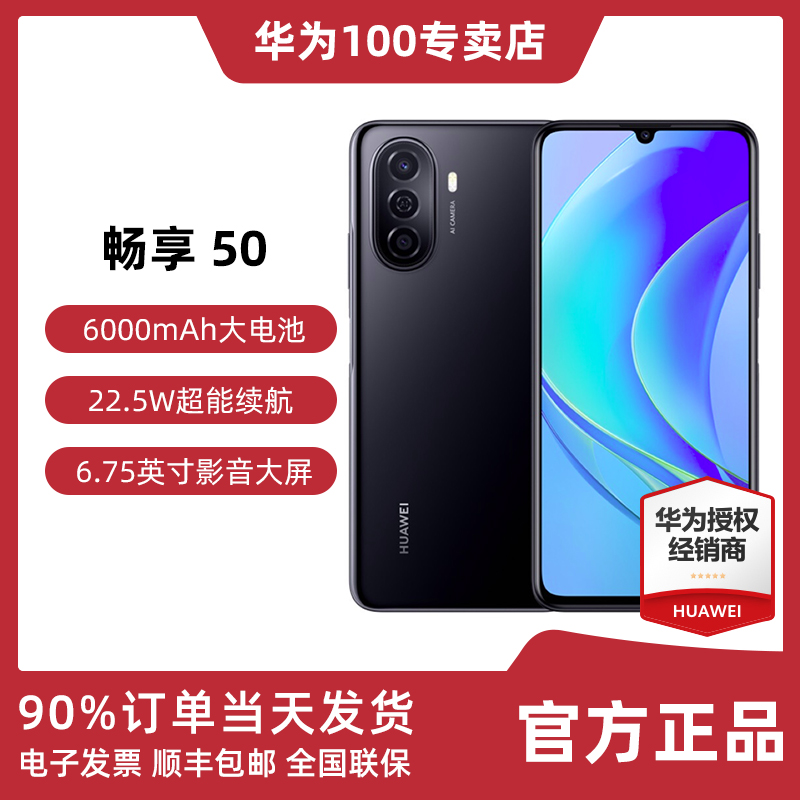 华为100专卖店
畅享 50
6000mAh大电池
22.5W超能续航
6.75英寸影音大屏
AI CAMERA
HUAWEI
华为授权
经销商
HUAWEI
90%订单当天发货
电子发票 顺丰包邮 全国联保
官方正品